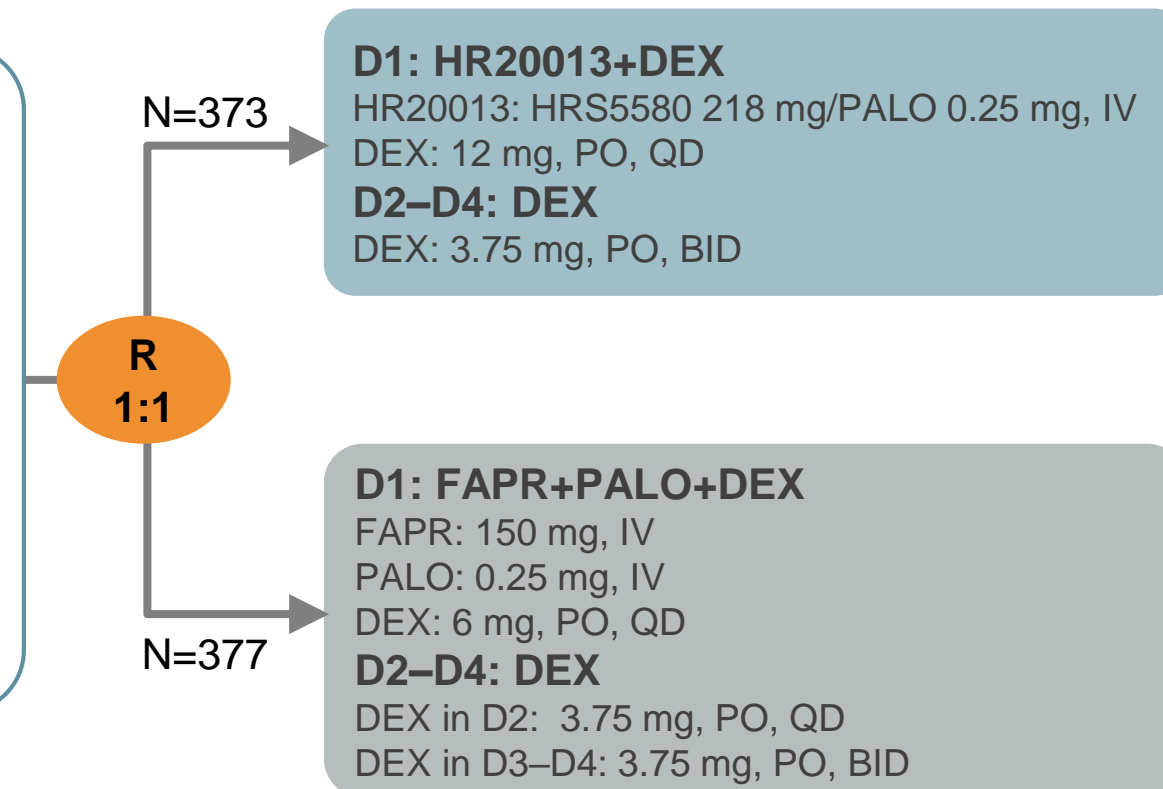 N=373
D1: HR20013+DEX
HR20013: HRS5580 218 mg/PALO 0.25 mg, IV
DEX: 12 mg, PO, QD
D2–D4: DEX
DEX: 3.75 mg, PO, BID
R
1:1
N=377
D1: FAPR+PALO+DEX
FAPR: 150 mg, IV
PALO: 0.25 mg, IV
DEX: 6 mg, PO, QD
D2–D4: DEX
DEX in D2: 3.75 mg, PO, QD
DEX in D3–D4: 3.75 mg, PO, BID